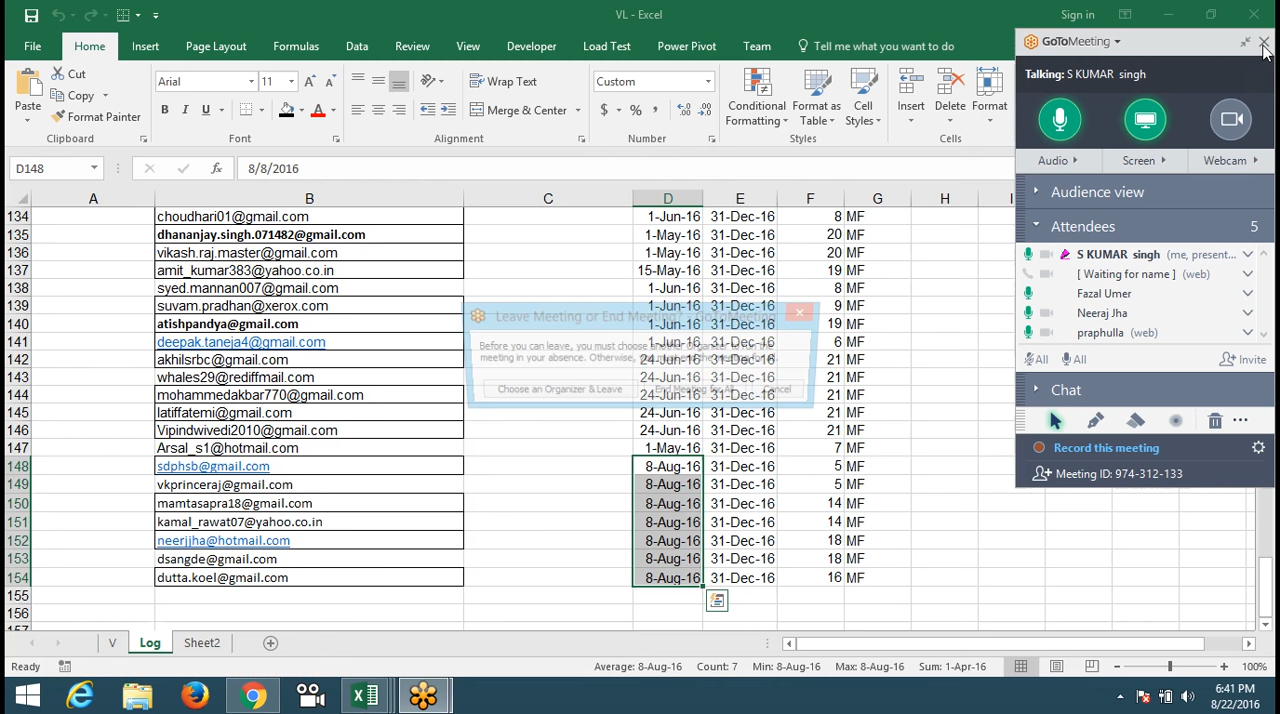 VL - Excel
Sign in
File Home Insert Page Layout Formulas Data Review View Developer Load Test Power Pivot Team Tell me what you want to do
Paste
Cut
Copy
Format Painter
Clipboard
Arial 11
B I U
Font
Wrap Text
Merge & Center
Alignment
Custom
$ % ,
Number
Conditional Formatting
Format as Table
Cell Styles
Styles
Insert Delete Format
Cells
D148 fx 8/8/2016
A B C D E F G H I
134 choudhari01@gmail.com 1-Jun-16 31-Dec-16 8 MF
135 dhananjay.singh.071482@gmail.com 1-May-16 31-Dec-16 20 MF
136 vikash.raj.master@gmail.com 1-May-16 31-Dec-16 20 MF
137 amit_kumar383@yahoo.co.in 15-May-16 31-Dec-16 19 MF
138 syed.mannan007@gmail.com 1-Jun-16 31-Dec-16 8 MF
139 suvam.pradhan@xerox.com 1-Jun-16 31-Dec-16 9 MF
140 atishpandya@gmail.com 1-Jun-16 31-Dec-16 19 MF
141 deepak.taneja4@gmail.com 1-Jun-16 31-Dec-16 6 MF
142 akhilsrbc@gmail.com 24-Jun-16 31-Dec-16 21 MF
143 whales29@rediffmail.com 24-Jun-16 31-Dec-16 21 MF
144 mohammedakbar770@gmail.com 24-Jun-16 31-Dec-16 21 MF
145 latiffatemi@gmail.com 24-Jun-16 31-Dec-16 21 MF
146 Vipindwivedi2010@gmail.com 24-Jun-16 31-Dec-16 21 MF
147 Arsal_s1@hotmail.com 1-May-16 31-Dec-16 7 MF
148 sdphsb@gmail.com 8-Aug-16 31-Dec-16 5 MF
149 vkprinceraj@gmail.com 8-Aug-16 31-Dec-16 5 MF
150 mamtasapra18@gmail.com 8-Aug-16 31-Dec-16 14 MF
151 kamal_rawat07@yahoo.co.in 8-Aug-16 31-Dec-16 14 MF
152 neerjjha@hotmail.com 8-Aug-16 31-Dec-16 18 MF
153 dsangde@gmail.com 8-Aug-16 31-Dec-16 18 MF
154 dutta.koel@gmail.com 8-Aug-16 31-Dec-16 16 MF
155
156
Leave Meeting or End Meeting? - GoToMeeting
Before you can leave, you must choose
meeting in your absence. Otherwise, 
Choose an Organizer & Leave End Meeting for All Cancel
GoToMeeting
Talking: S KUMAR singh
Audio Screen Webcam
Audience view
Attendees 5
S KUMAR singh (me, present...
[ Waiting for name ] (web)
Fazal Umer
Neeraj Jha
praphulla (web)
All All Invite
Chat
Record this meeting
Meeting ID: 974-312-133
V Log Sheet2
Ready Average: 8-Aug-16 Count: 7 Min: 8-Aug-16 Max: 8-Aug-16 Sum: 1-Apr-16 100%
6:41 PM
8/22/2016